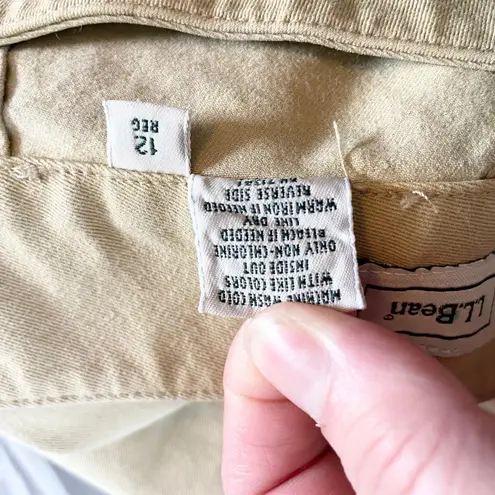 12
REG
MACHINE WASH COLD
WITH LIKE COLORS
INSIDE OUT
ONLY NON-CHLORINE
BLEACH IF NEEDED
LINE DRY
WARM IRON IF NEEDED
REVERSE SIDE
L.L.Bean®